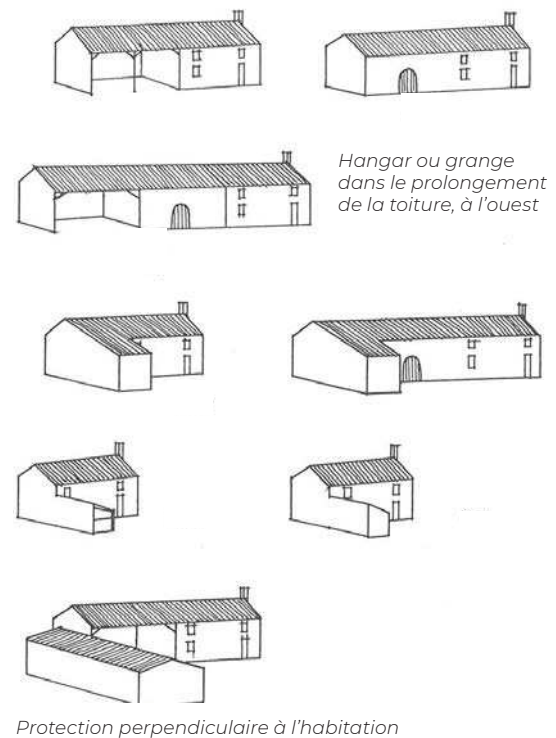 Hangar ou grange
dans le prolongement
de la toiture, à l'ouest
Protection perpendiculaire à l'habitation